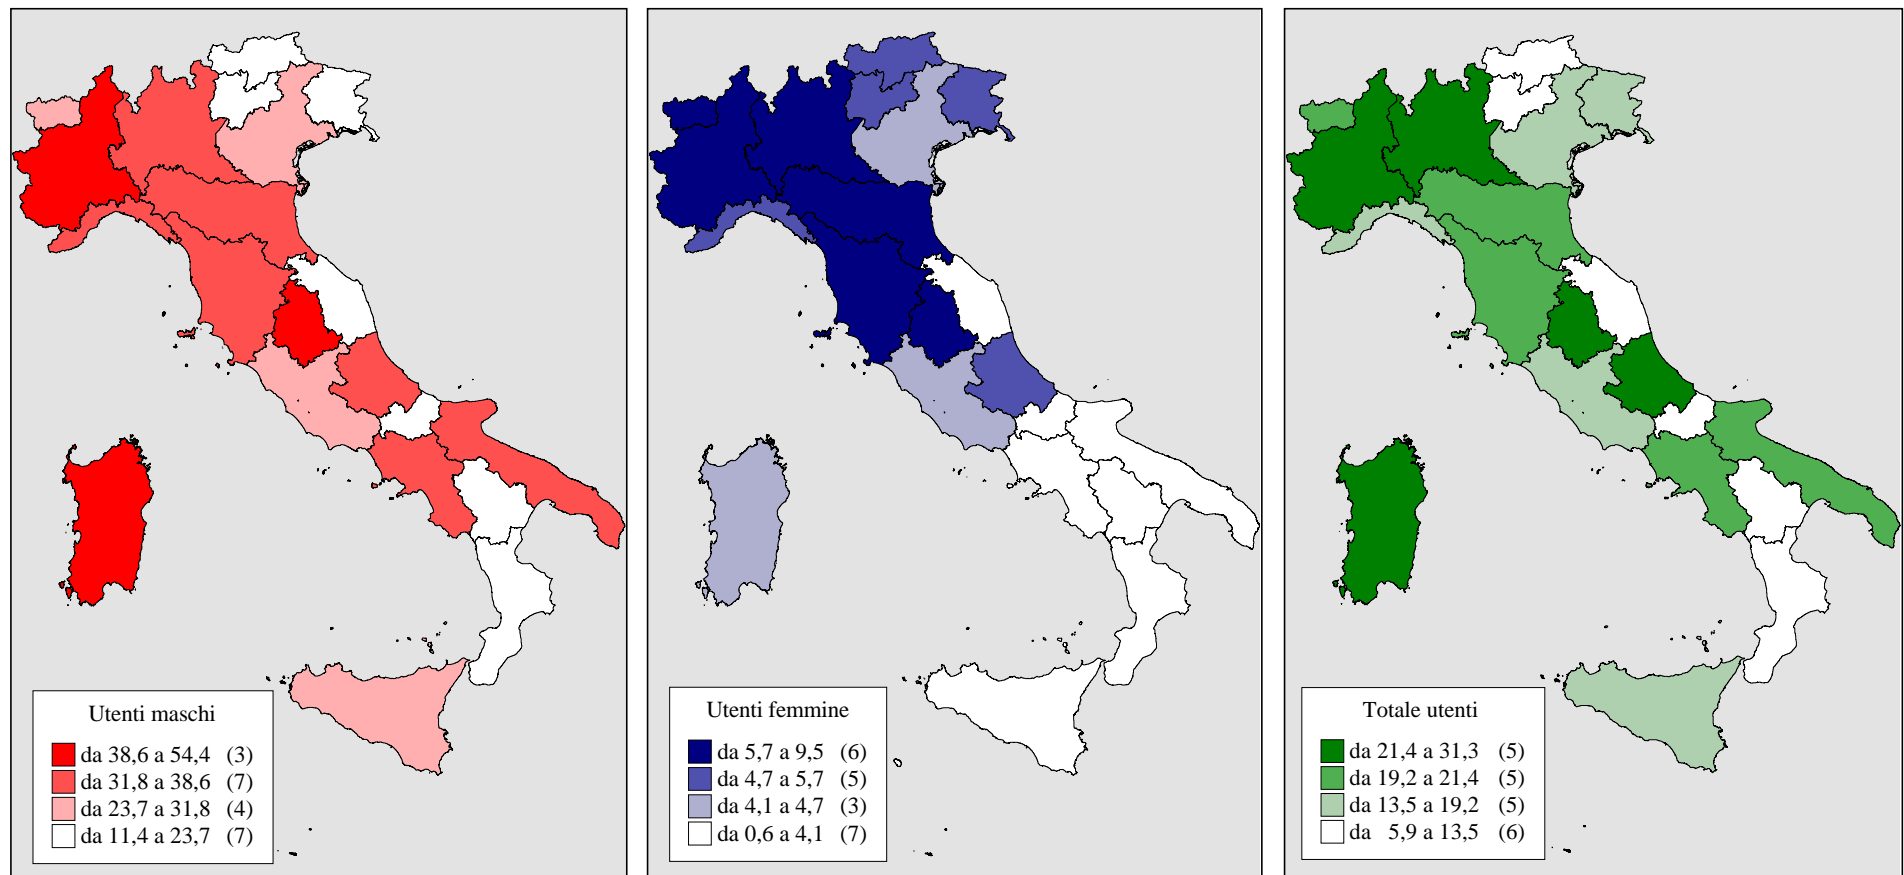 Utenti maschi
da 38,6 a 54,4 (3)
da 31,8 a 38,6 (7)
da 23,7 a 31,8 (4)
da 11,4 a 23,7 (7)
Utenti femmine
da 5,7 a 9,5 (6)
da 4,7 a 5,7 (5)
da 4,1 a 4,7 (3)
da 0,6 a 4,1 (7)
Totale utenti
da 21,4 a 31,3 (5)
da 19,2 a 21,4 (5)
da 13,5 a 19,2 (5)
da 5,9 a 13,5 (6)